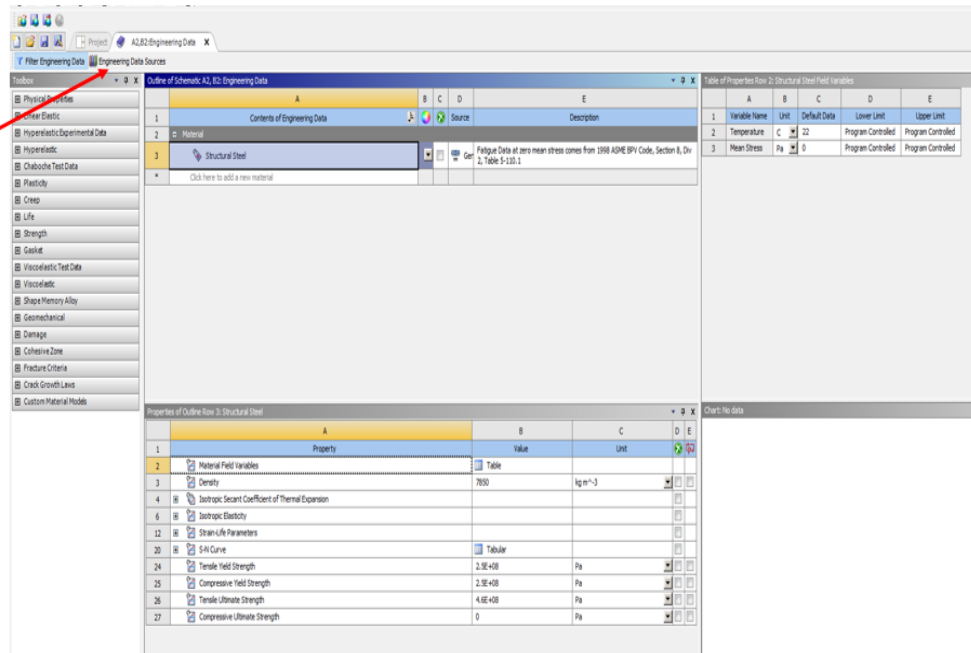 Project
A2,B2:Engineering Data X
Filter Engineering Data Engineering Data Sources
Toolbox
Physical Properties
Linear Elastic
Hyperelastic Experimental Data
Hyperelastic
Chaboche Test Data
Plasticity
Creep
Life
Strength
Gasket
Viscoelastic Test Data
Viscoelastic
Shape Memory Alloy
Geomechanical
Damage
Cohesive Zone
Fracture Criteria
Crack Growth Laws
Custom Material Models
Outline of Schematic A2, B2: Engineering Data
A B C D E
1 Contents of Engineering Data Source Description
2 Material
3 Structural Steel Ger Fatigue Data at zero mean stress comes from 1998 ASME BPV Code, Section 8, Div
2, Table 5-110.1
* Click here to add a new material
Properties of Outline Row 3: Structural Steel
A B C D E
1 Property Value Unit
2 Material Field Variables Table
3 Density 7850 kg m^-3
4 Isotropic Secant Coefficient of Thermal Expansion
6 Isotropic Elasticity
12 Strain-Life Parameters
20 S-N Curve Tabular
24 Tensile Yield Strength 2.5E+08 Pa
25 Compressive Yield Strength 2.5E+08 Pa
26 Tensile Ultimate Strength 4.6E+08 Pa
27 Compressive Ultimate Strength 0 Pa
Table of Properties Row 2: Structural Steel Field Variables
A B C D E
1 Variable Name Unit Default Data Lower Limit Upper Limit
2 Temperature C 22 Program Controlled Program Controlled
3 Mean Stress Pa 0 Program Controlled Program Controlled
Chart: No data